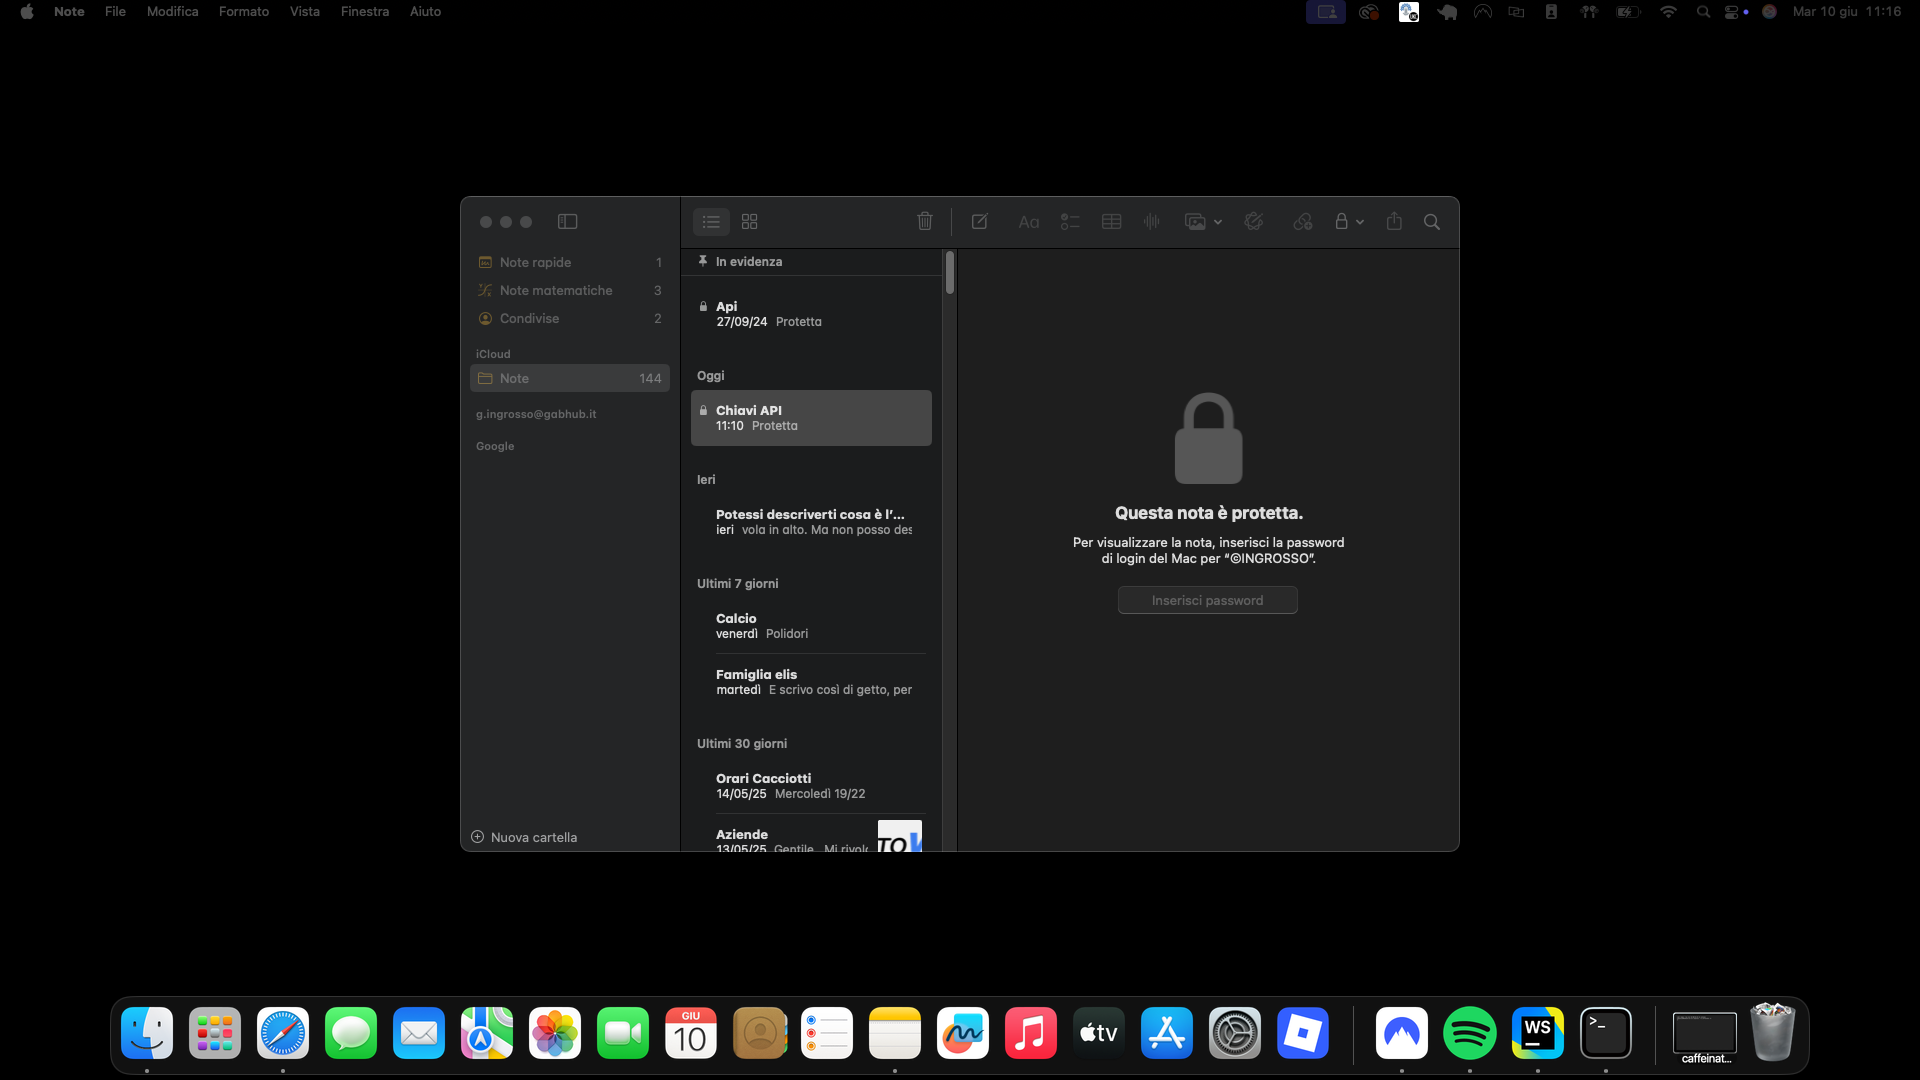 Note File Modifica Formato Vista Finestra Aiuto
Mar 10 giu 11:16
Note rapide 1
Note matematiche 3
Condivise 2
iCloud
Note 144
g.ingrosso@gabhub.it
Google
Nuova cartella
Aa
In evidenza
Api
27/09/24 Protetta
Oggi
Chiavi API
11:10 Protetta
Ieri
Potessi descriverti cosa è l'...
ieri vola in alto. Ma non posso des
Ultimi 7 giorni
Calcio
venerdì Polidori
Famiglia elis
martedì E scrivo così di getto, per
Ultimi 30 giorni
Orari Cacciotti
14/05/25 Mercoledì 19/22
Aziende
13/05/25 Gentile Mi rivol
TO
Questa nota è protetta.
Per visualizzare la nota, inserisci la password
di login del Mac per “©INGROSSO”.
Inserisci password
GIU
10
tv
WS
>_
caffeinat...